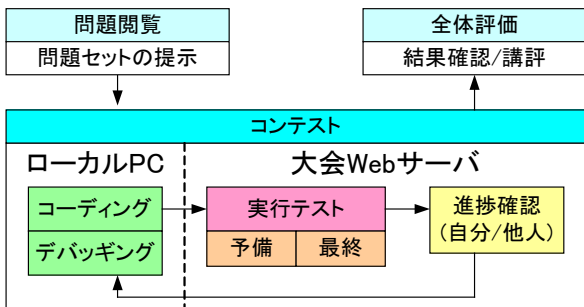 問題閲覧
問題セットの提示
全体評価
結果確認/講評
コンテスト
ローカルPC
大会Webサーバ
コーディング
デバッギング
実行テスト
予備
最終
進捗確認
(自分/他人)